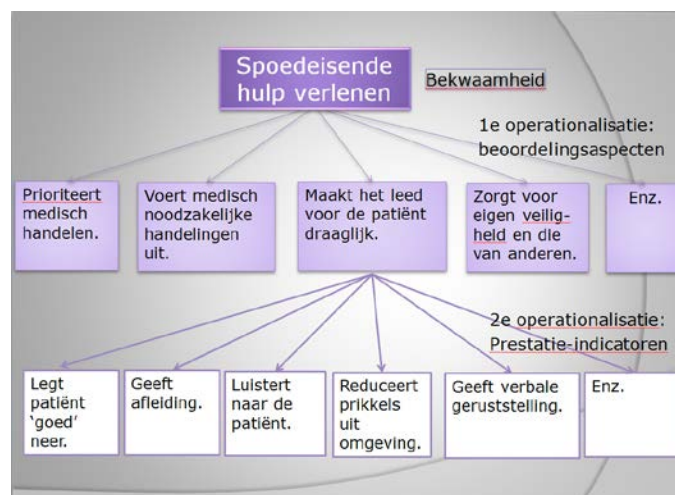 Spoedeisende
hulp verlenen
Bekwaamheid
1e operationalisatie:
beoordelingsaspecten
Prioriteert
medisch
handelen.
Voert medisch
noodzakelijke
handelingen
uit.
Maakt het leed
voor de patiënt
draaglijk.
Zorgt voor
eigen veilig-
heid en die
van anderen.
Enz.
2e operationalisatie:
Prestatie-indicatoren
Legt
patiënt
‘goed’
neer.
Geeft
afleiding.
Luistert
naar de
patiënt.
Reduceert
prikkels
uit
omgeving.
Geeft verbale
geruststelling.
Enz.